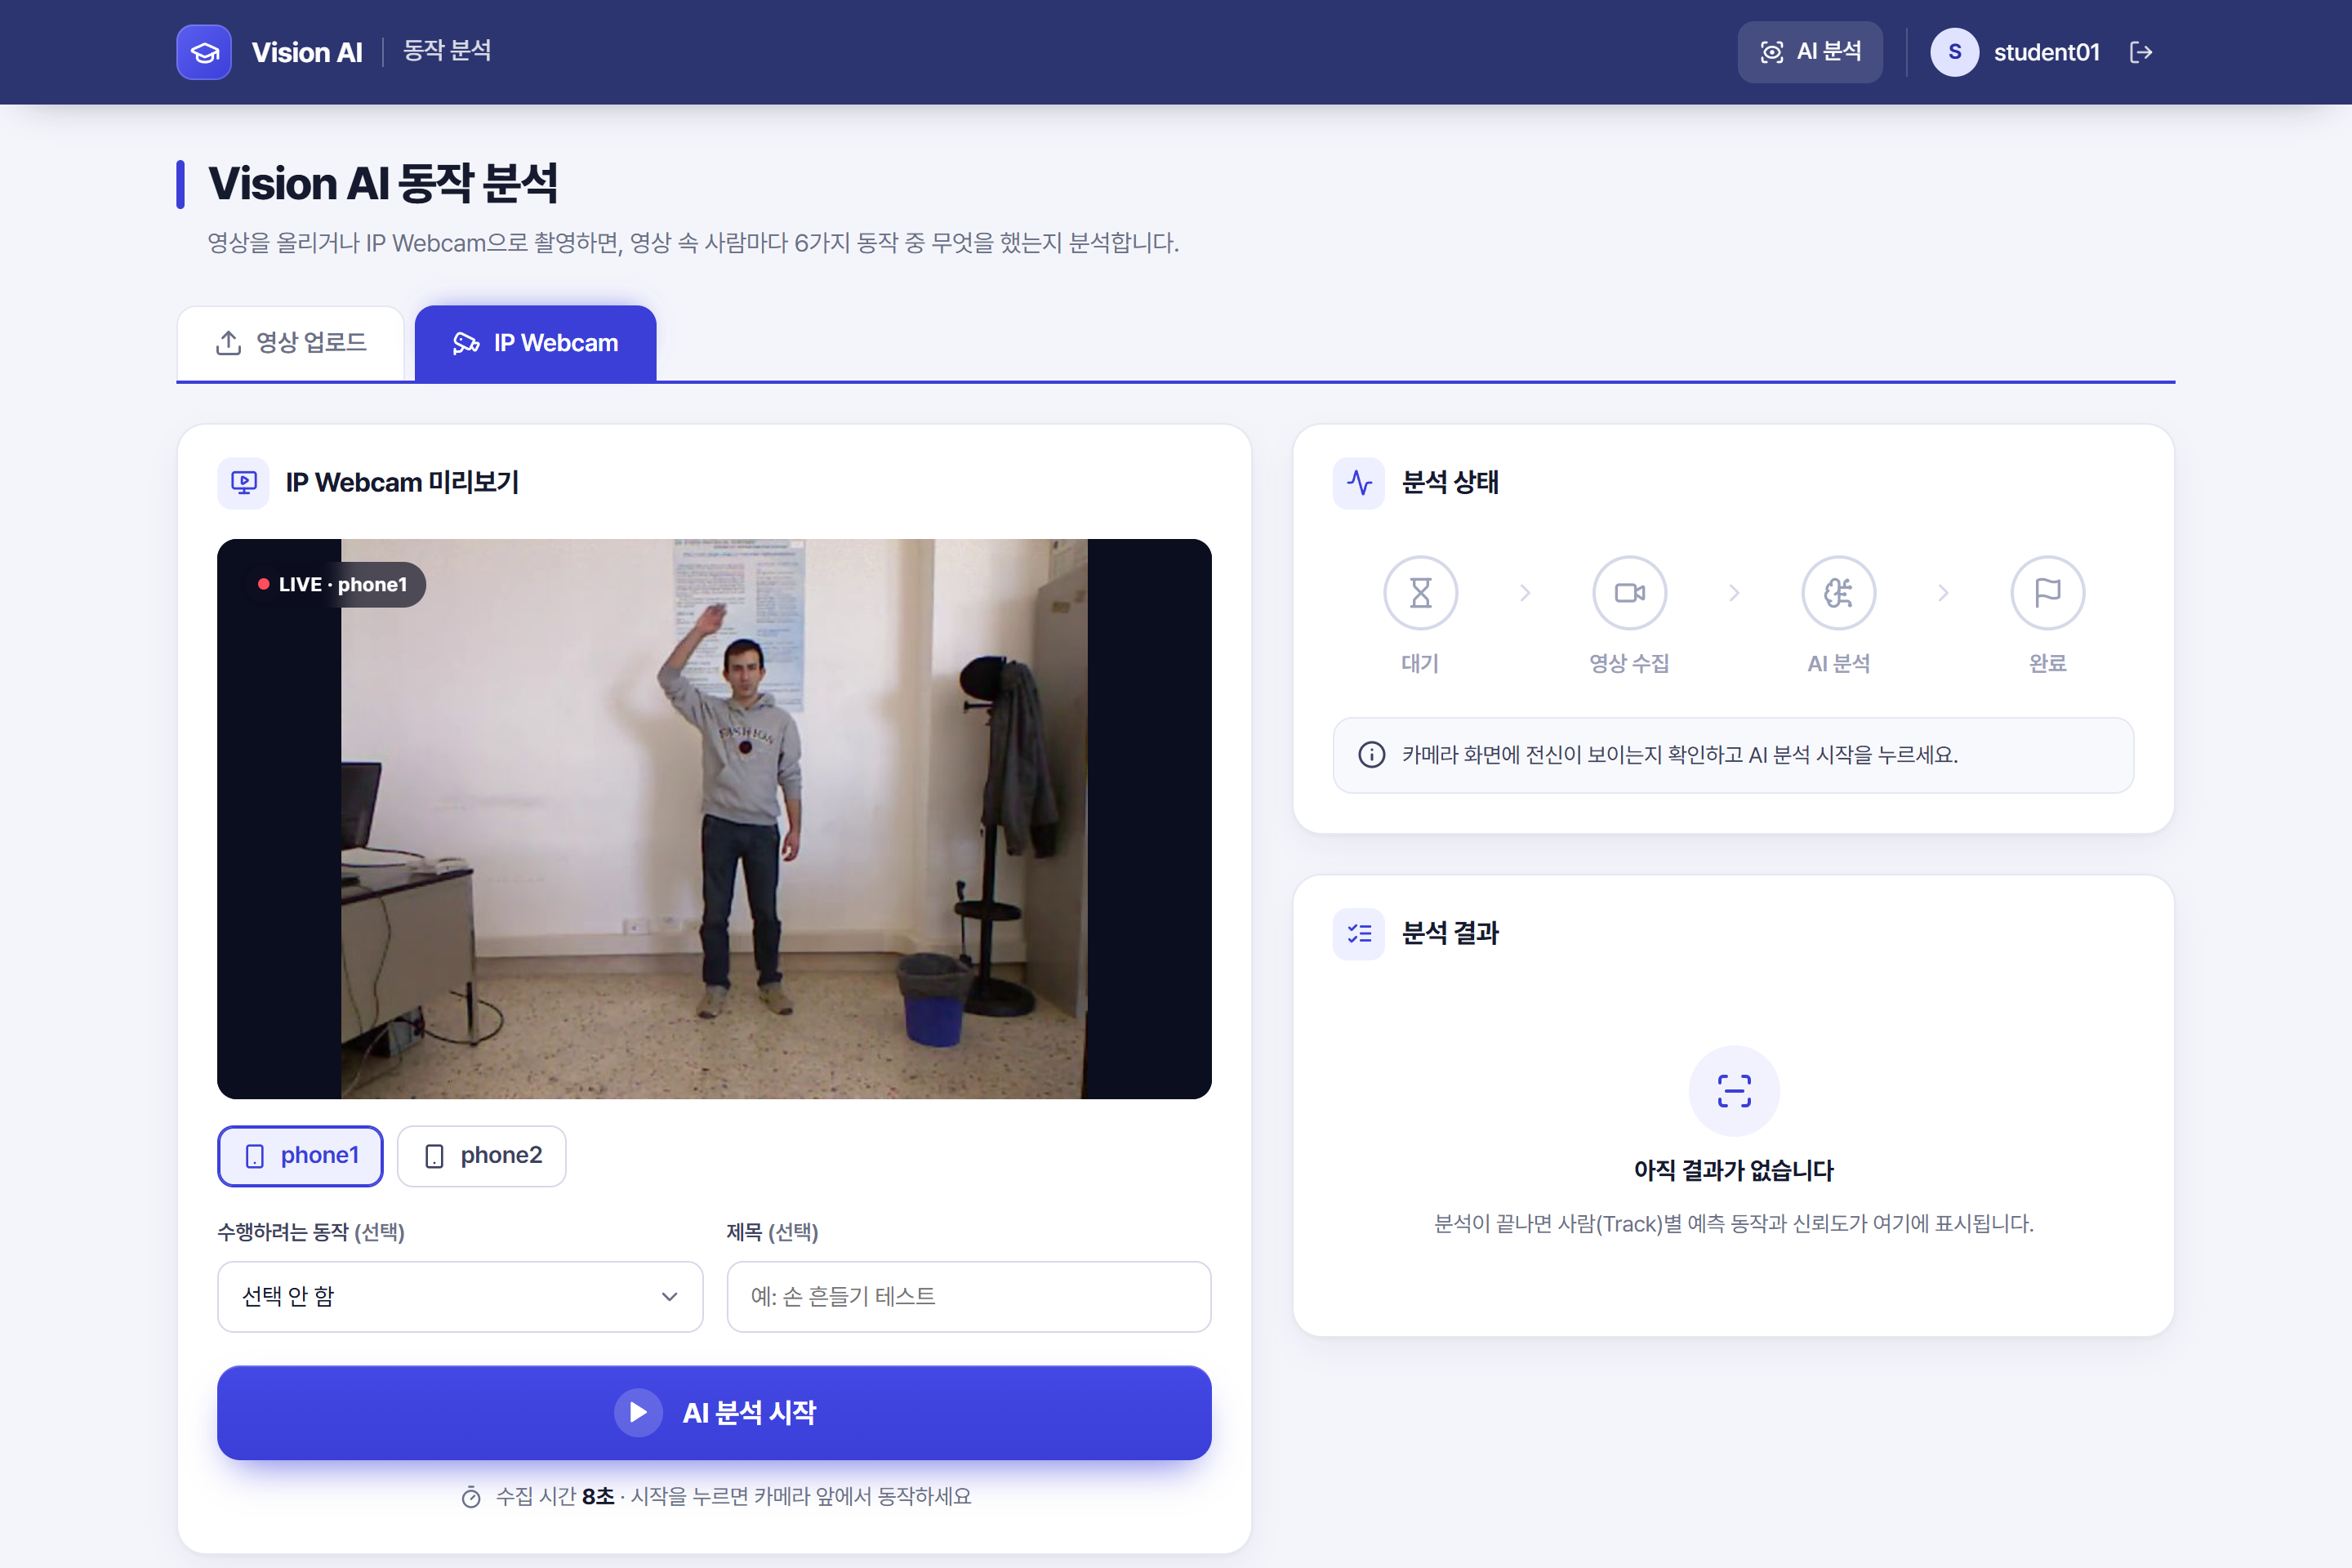 Vision AI
동작 분석
AI 분석
S
student01
Vision AI 동작 분석
영상을 올리거나 IP Webcam으로 촬영하면, 영상 속 사람마다 6가지 동작 중 무엇을 했는지 분석합니다.
영상 업로드
IP Webcam
IP Webcam 미리보기
LIVE · phone1
FASHION
phone1
phone2
수행하려는 동작 (선택)
제목 (선택)
선택 안 함
예: 손 흔들기 테스트
AI 분석 시작
수집 시간 8초 · 시작을 누르면 카메라 앞에서 동작하세요
분석 상태
대기
영상 수집
AI 분석
완료
카메라 화면에 전신이 보이는지 확인하고 AI 분석 시작을 누르세요.
분석 결과
아직 결과가 없습니다
분석이 끝나면 사람(Track)별 예측 동작과 신뢰도가 여기에 표시됩니다.